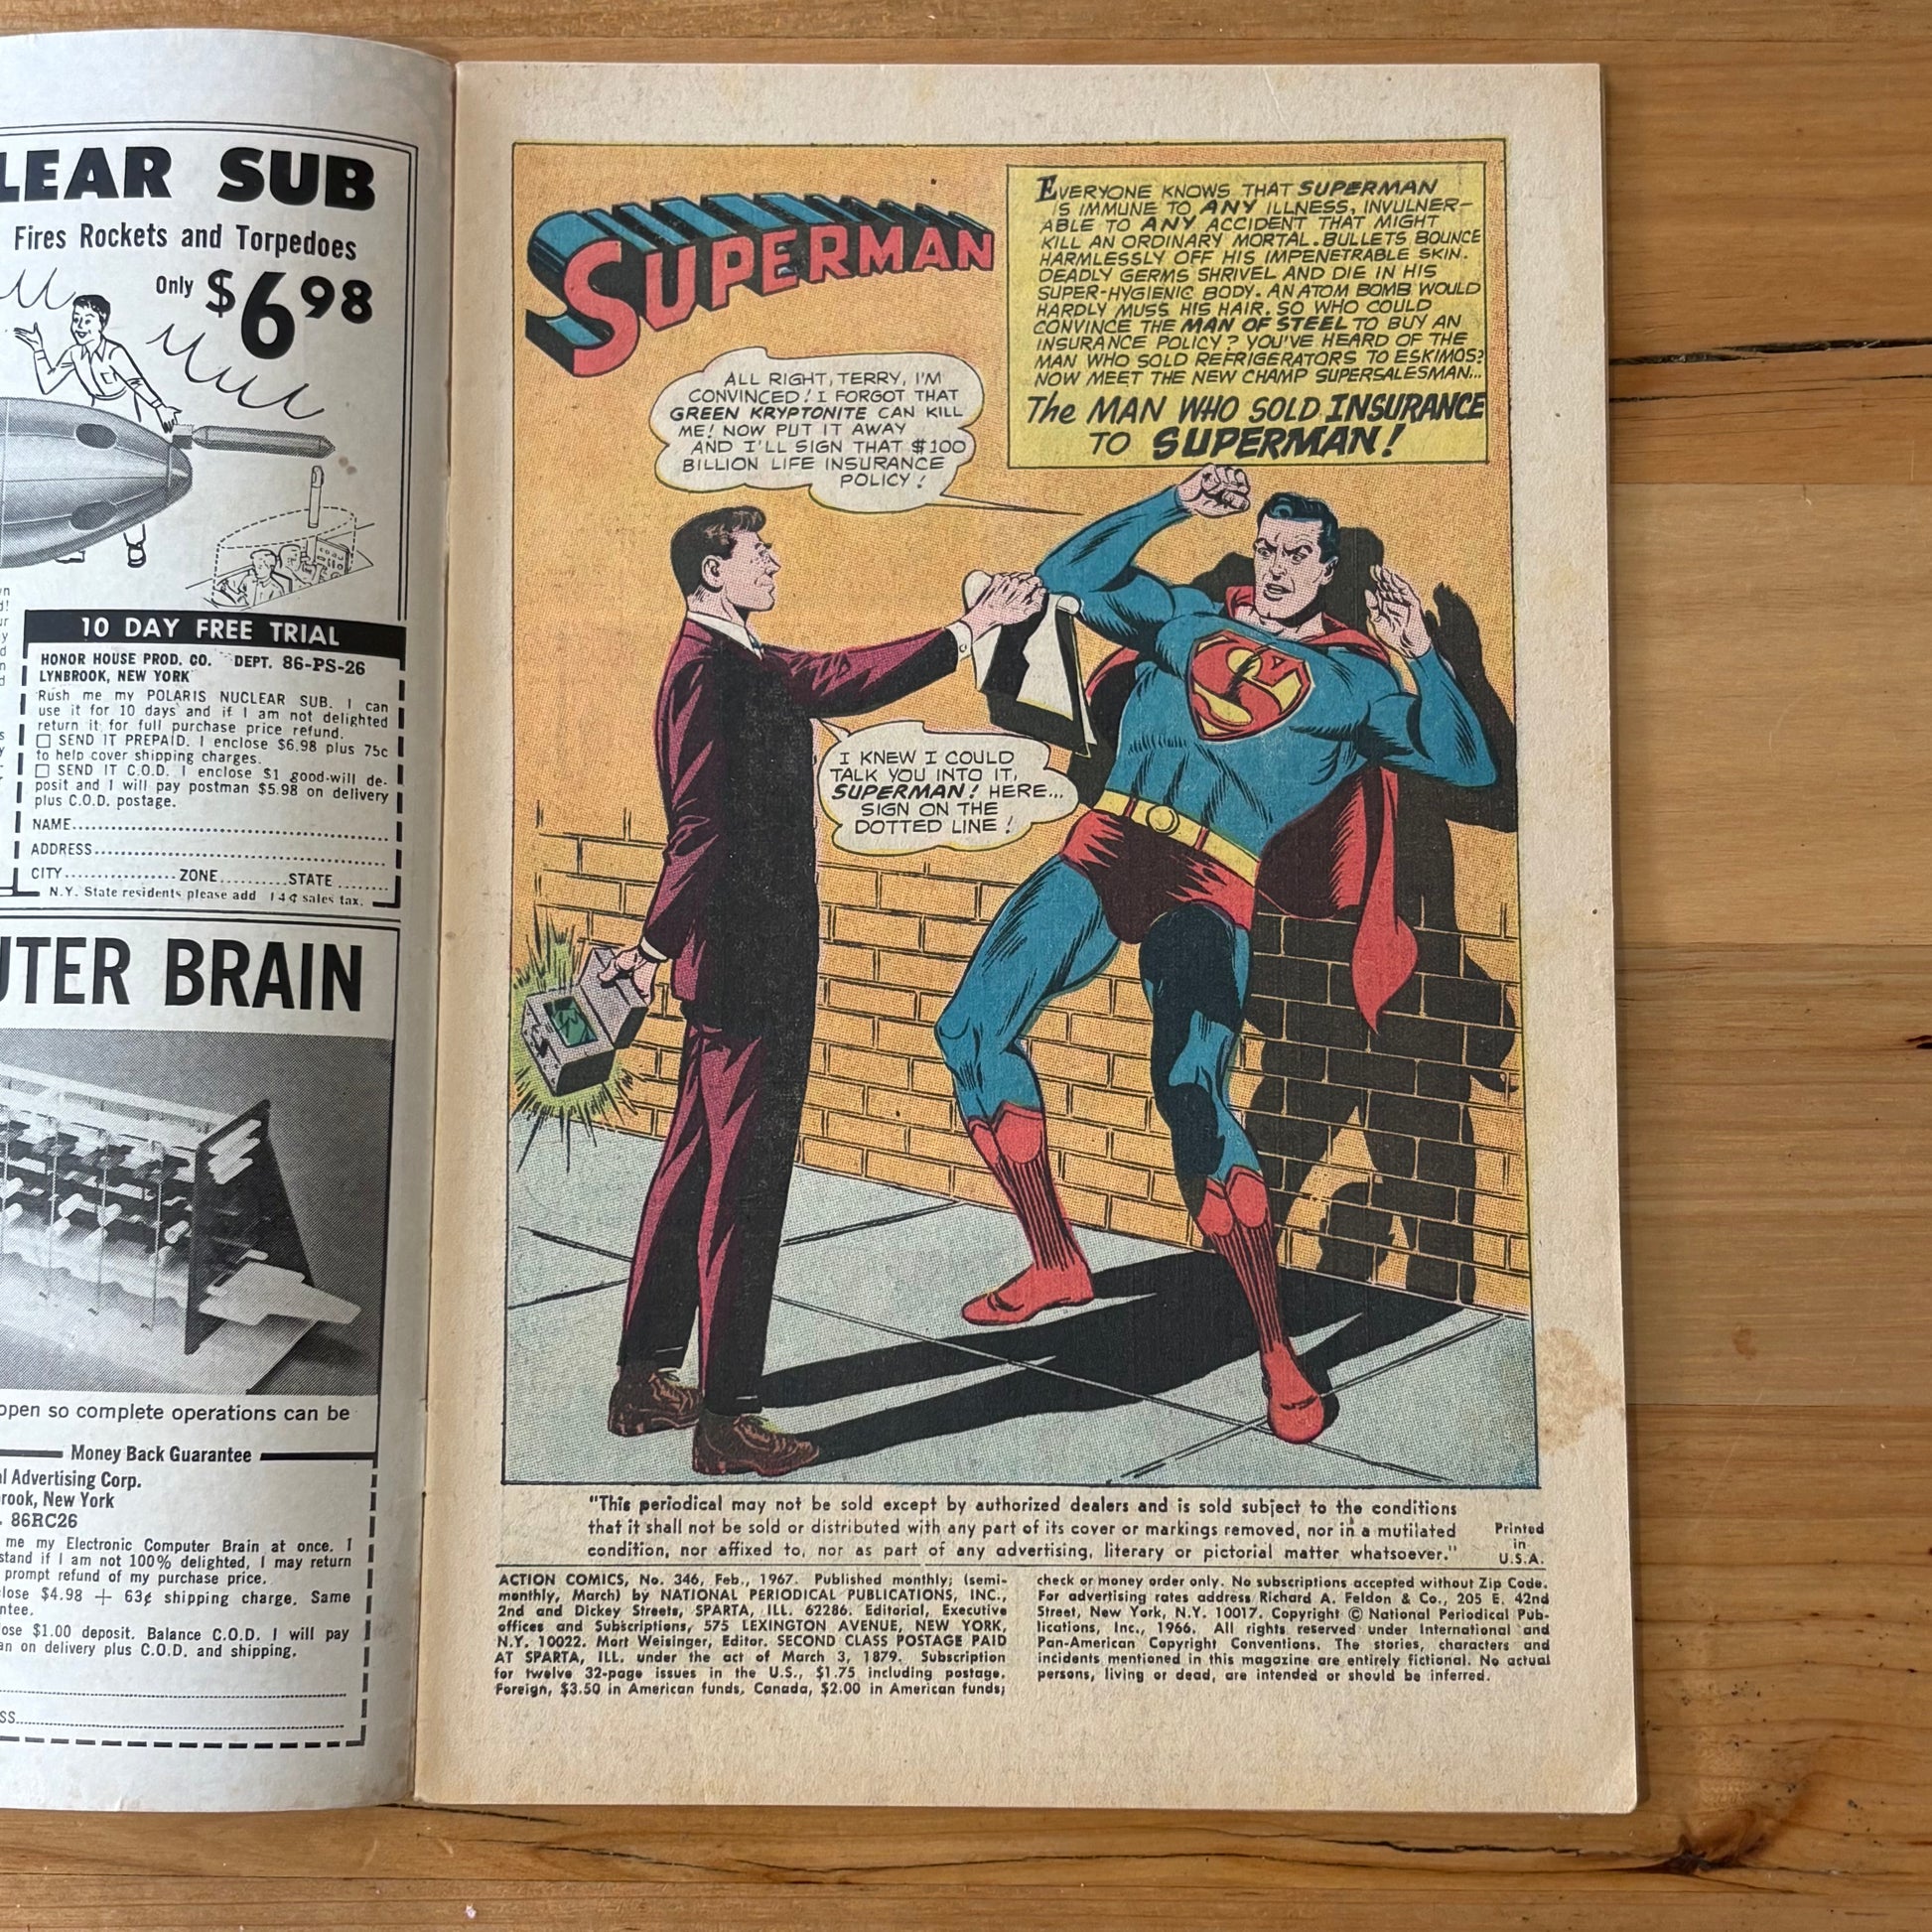 LEAR SUB
Fires Rockets and Torpedoes
Only $698
10 DAY FREE TRIAL
HONOR HOUSE PROD. CO. DEPT. 86-PS-26
LYNBROOK, NEW YORK
Rush me my POLARIS NUCLEAR SUB. I can
use it for 10 days and if I am not delighted
return it for full purchase price refund.
☐ SEND IT PREPAID. I enclose $6.98 plus 75c
to help cover shipping charges.
☐ SEND IT C.O.D. I enclose $1 good-will de-
posit and I will pay postman $5.98 on delivery
plus C.O.D. postage.
NAME
ADDRESS
CITY ZONE STATE
N.Y. State residents please add 14¢ sales tax.
UTER BRAIN
open so complete operations can be
Money Back Guarantee
l Advertising Corp.
rook, New York
. 86RC26
me my Electronic Computer Brain at once. I
stand if I am not 100% delighted, I may return
prompt refund of my purchase price.
lose $4.98 + 63¢ shipping charge. Same
ntee.
ose $1.00 deposit. Balance C.O.D. I will pay
an on delivery plus C.O.D. and shipping.
SS
SUPERMAN
EVERYONE KNOWS THAT SUPERMAN
IS IMMUNE TO ANY ILLNESS, INVULNER-
ABLE TO ANY ACCIDENT THAT MIGHT
KILL AN ORDINARY MORTAL. BULLETS BOUNCE
HARMLESSLY OFF HIS IMPENETRABLE SKIN.
DEADLY GERMS SHRIVEL AND DIE IN HIS
SUPER-HYGIENIC BODY. AN ATOM BOMB WOULD
HARDLY MUSS HIS HAIR. SO WHO COULD
CONVINCE THE MAN OF STEEL TO BUY AN
INSURANCE POLICY? YOU'VE HEARD OF THE
MAN WHO SOLD REFRIGERATORS TO ESKIMOS?
NOW MEET THE NEW CHAMP SUPERSALESMAN...
The MAN WHO SOLD INSURANCE
TO SUPERMAN!
ALL RIGHT, TERRY, I'M
CONVINCED! I FORGOT THAT
GREEN KRYPTONITE CAN KILL
ME! NOW PUT IT AWAY
AND I'LL SIGN THAT $100
BILLION LIFE INSURANCE
POLICY!
S
I KNEW I COULD
TALK YOU INTO IT,
SUPERMAN! HERE...
SIGN ON THE
DOTTED LINE!
"This periodical may not be sold except by authorized dealers and is sold subject to the conditions
that it shall not be sold or distributed with any part of its cover or markings removed, nor in a mutilated
condition, nor affixed to, nor as part of any advertising, literary or pictorial matter whatsoever."
Printed
in
U.S.A.
ACTION COMICS, No. 346, Feb., 1967. Published monthly; (semi-
monthly, March) by NATIONAL PERIODICAL PUBLICATIONS, INC.,
2nd and Dickey Streets, SPARTA, ILL. 62286. Editorial, Executive
offices and Subscriptions, 575 LEXINGTON AVENUE, NEW YORK,
N.Y. 10022. Mort Weisinger, Editor. SECOND CLASS POSTAGE PAID
AT SPARTA, ILL. under the act of March 3, 1879. Subscription
for twelve 32-page issues in the U.S., $1.75 including postage.
Foreign, $3.50 in American funds. Canada, $2.00 in American funds;
check or money order only. No subscriptions accepted without Zip Code.
For advertising rates address Richard A. Feldon & Co., 205 E. 42nd
Street, New York, N.Y. 10017. Copyright © National Periodical Pub-
lications, Inc., 1966. All rights reserved under International and
Pan-American Copyright Conventions. The stories, characters and
incidents mentioned in this magazine are entirely fictional. No actual
persons, living or dead, are intended or should be inferred.